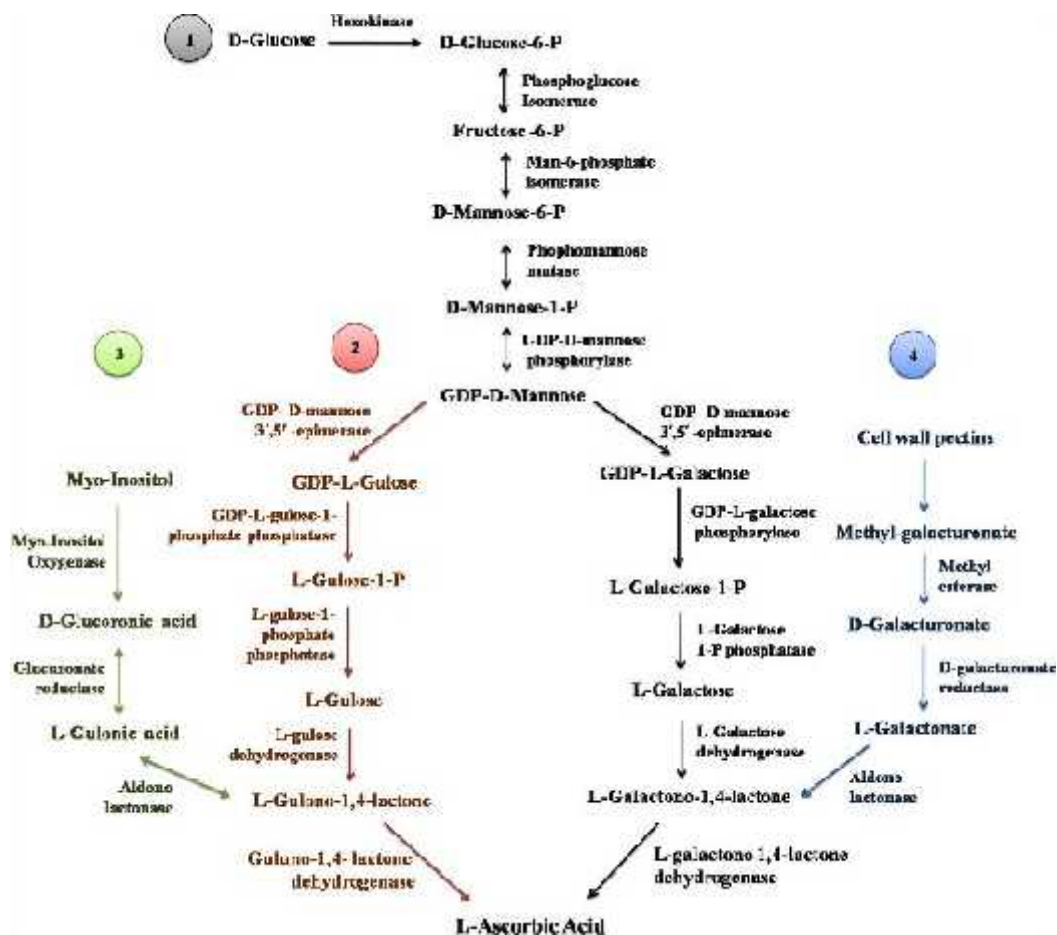 Hexokinase
1
D-Glucose
D-Glucose-6-P
Phosphoglucose
Isomerase
Fructose-6-P
Man-6-phosphate
isomerase
D-Mannose-6-P
Phophomannose
mutase
D-Mannose-1-P
3
2
GDP-D-mannose
phosphorylase
4
GDP-D-Mannose
GDP-D-mannose
3',5'-epimerase
GDP-D mannose
3',5'-epimerase
Cell wall pectins
Myo-Inositol
GDP-L-Gulose
GDP-L-Galactose
GDP-L-gulose-1-
phosphate phosphatase
GDP-L-galactose
phosphorylase
Methyl-galacturonate
Myo-Inositol
Oxygenase
L-Gulose-1-P
L-Galactose-1-P
Methyl
esterase
D-Glucoronic acid
L-gulose-1-
phosphate
phosphatase
L-Galactose
1-P phosphatase
D-Galacturonate
Glucuronate
reductase
D-galacturonate
reductase
L-Gulose
L-Galactose
L-Gulonic acid
L-gulose
dehydrogenase
L-Galactose
dehydrogenase
L-Galactonate
Aldono
lactonase
L-Gulono-1,4-lactone
L-Galactono-1,4-lactone
Aldono
lactonase
Gulono-1,4-lactone
dehydrogenase
L-galactono 1,4-lactone
dehydrogenase
L-Ascorbic Acid